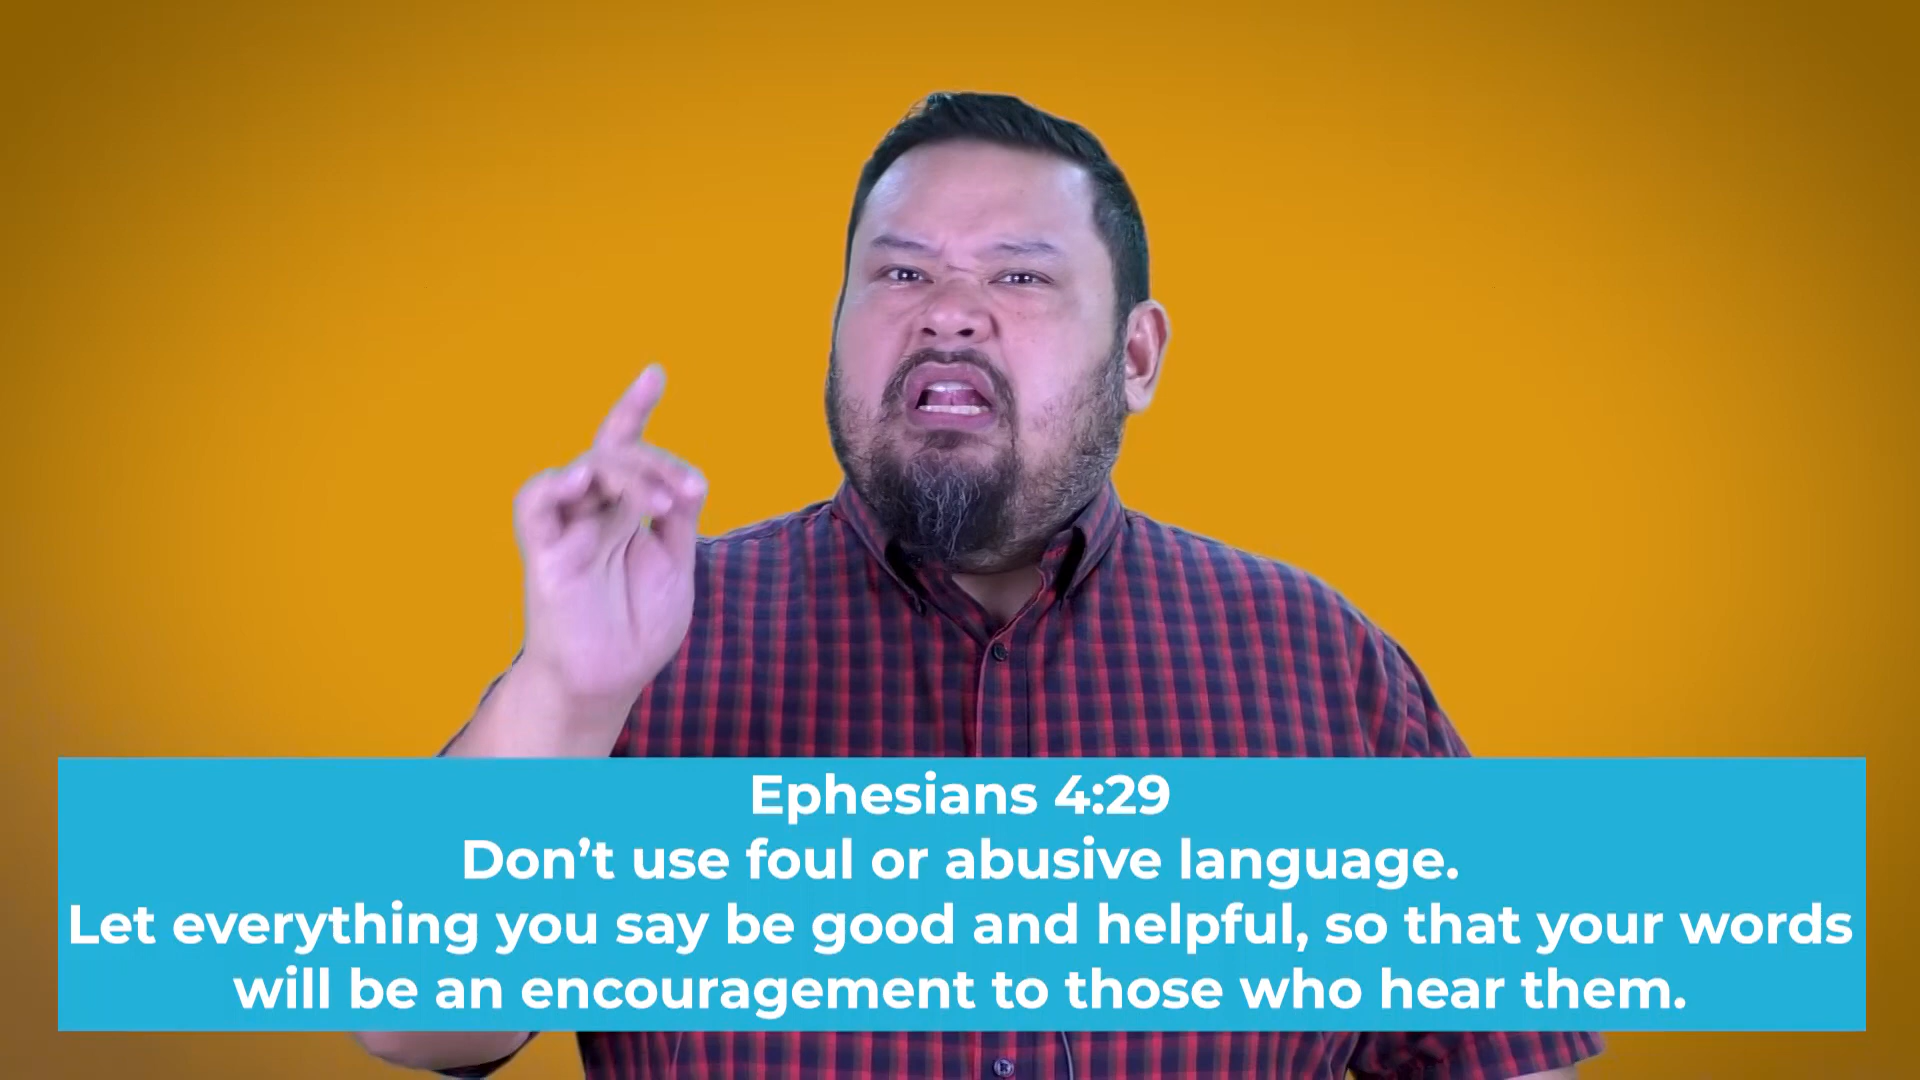 Ephesians 4:29
Don’t use foul or abusive language.
Let everything you say be good and helpful, so that your words
will be an encouragement to those who hear them.